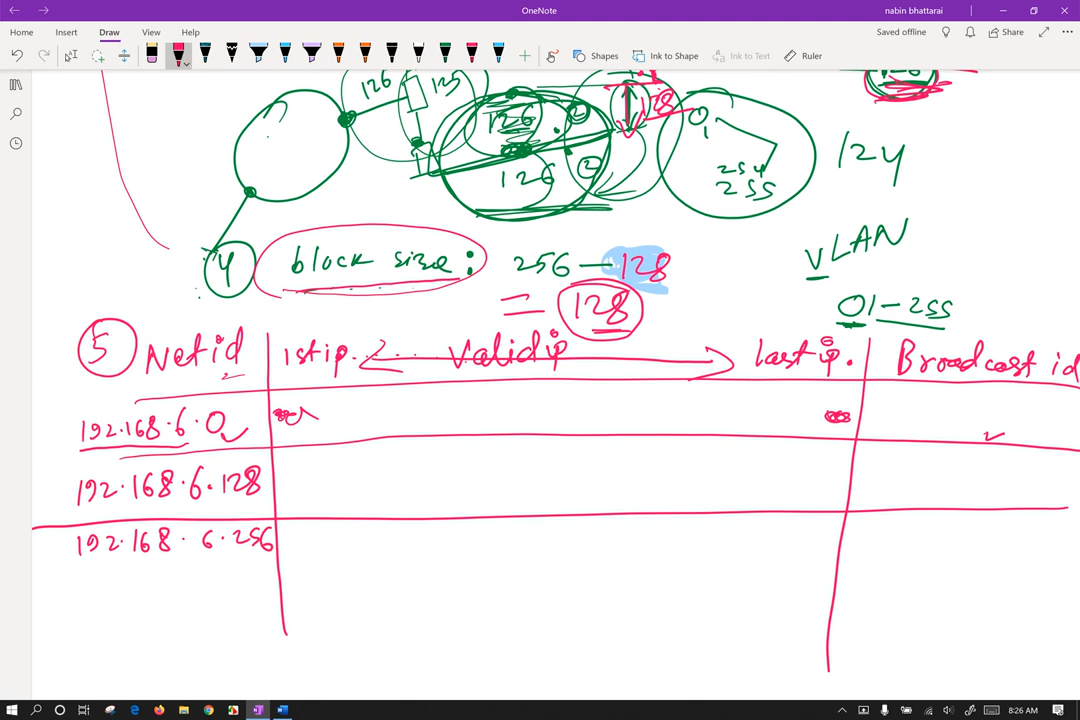 OneNote
nabin bhattarai
Home Insert Draw View Help
Saved offline
Share
Shapes
Ink to Shape
Ink to Text
Ruler
126 125
126
126
2
2
128
0
1
254
255
124
4 block size: 256 — 128
= 128
vLAN
01-255
5 Netid 1st ip. Valid ip last ip. Broadcast id
192.168.6.0
192.168.6.128
192.168.6.256
8:26 AM